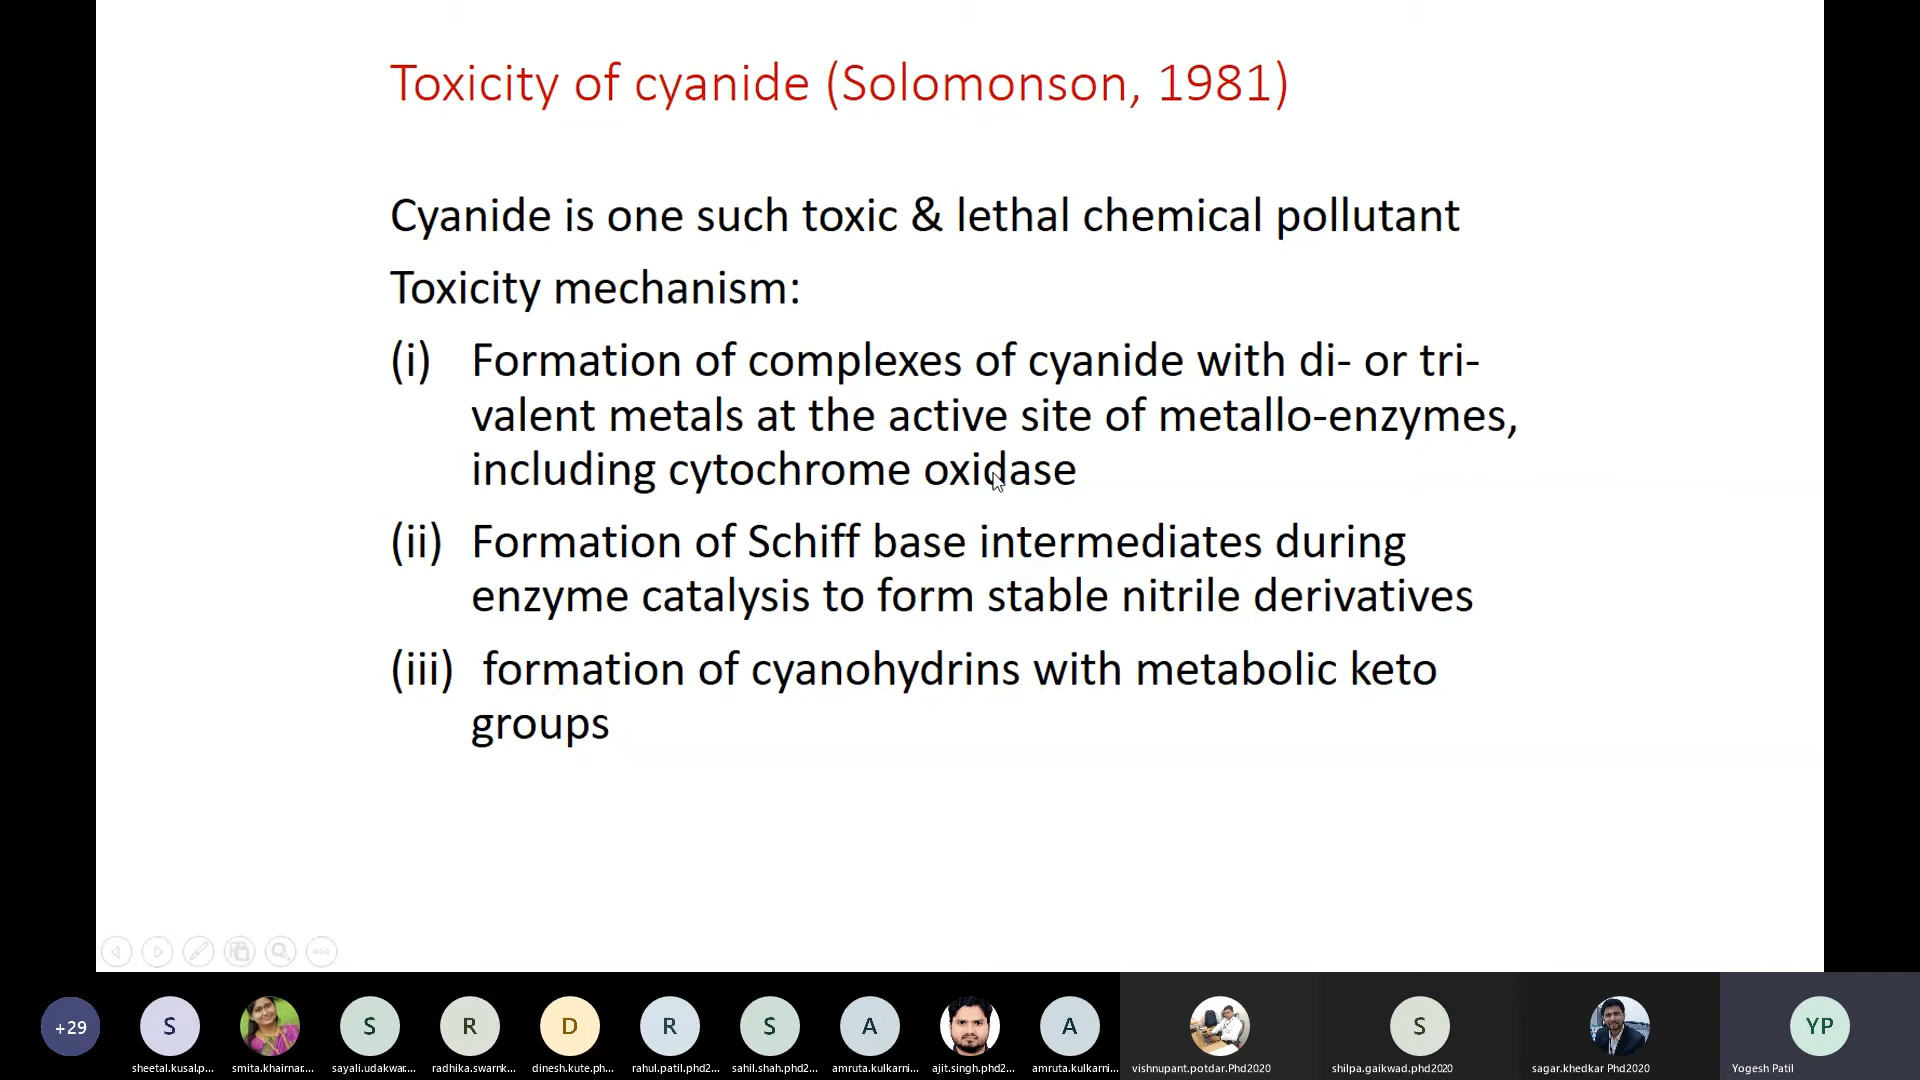 Toxicity of cyanide (Solomonson, 1981)
Cyanide is one such toxic & lethal chemical pollutant
Toxicity mechanism:
(i) Formation of complexes of cyanide with di- or tri-
valent metals at the active site of metallo-enzymes,
including cytochrome oxidase
(ii) Formation of Schiff base intermediates during
enzyme catalysis to form stable nitrile derivatives
(iii) formation of cyanohydrins with metabolic keto
groups
+29 S S R D R S A A S YP
sheetal.kusal.p... smita.khairnar.... sayali.udakwar.... radhika.swarnk... dinesh.kute.ph... rahul.patil.phd2... sahil.shah.phd2... amruta.kulkarni... ajit.singh.phd2... amruta.kulkarni... vishnupant.potdar.Phd2020 shilpa.gaikwad.phd2020 sagar.khedkar Phd2020 Yogesh Patil